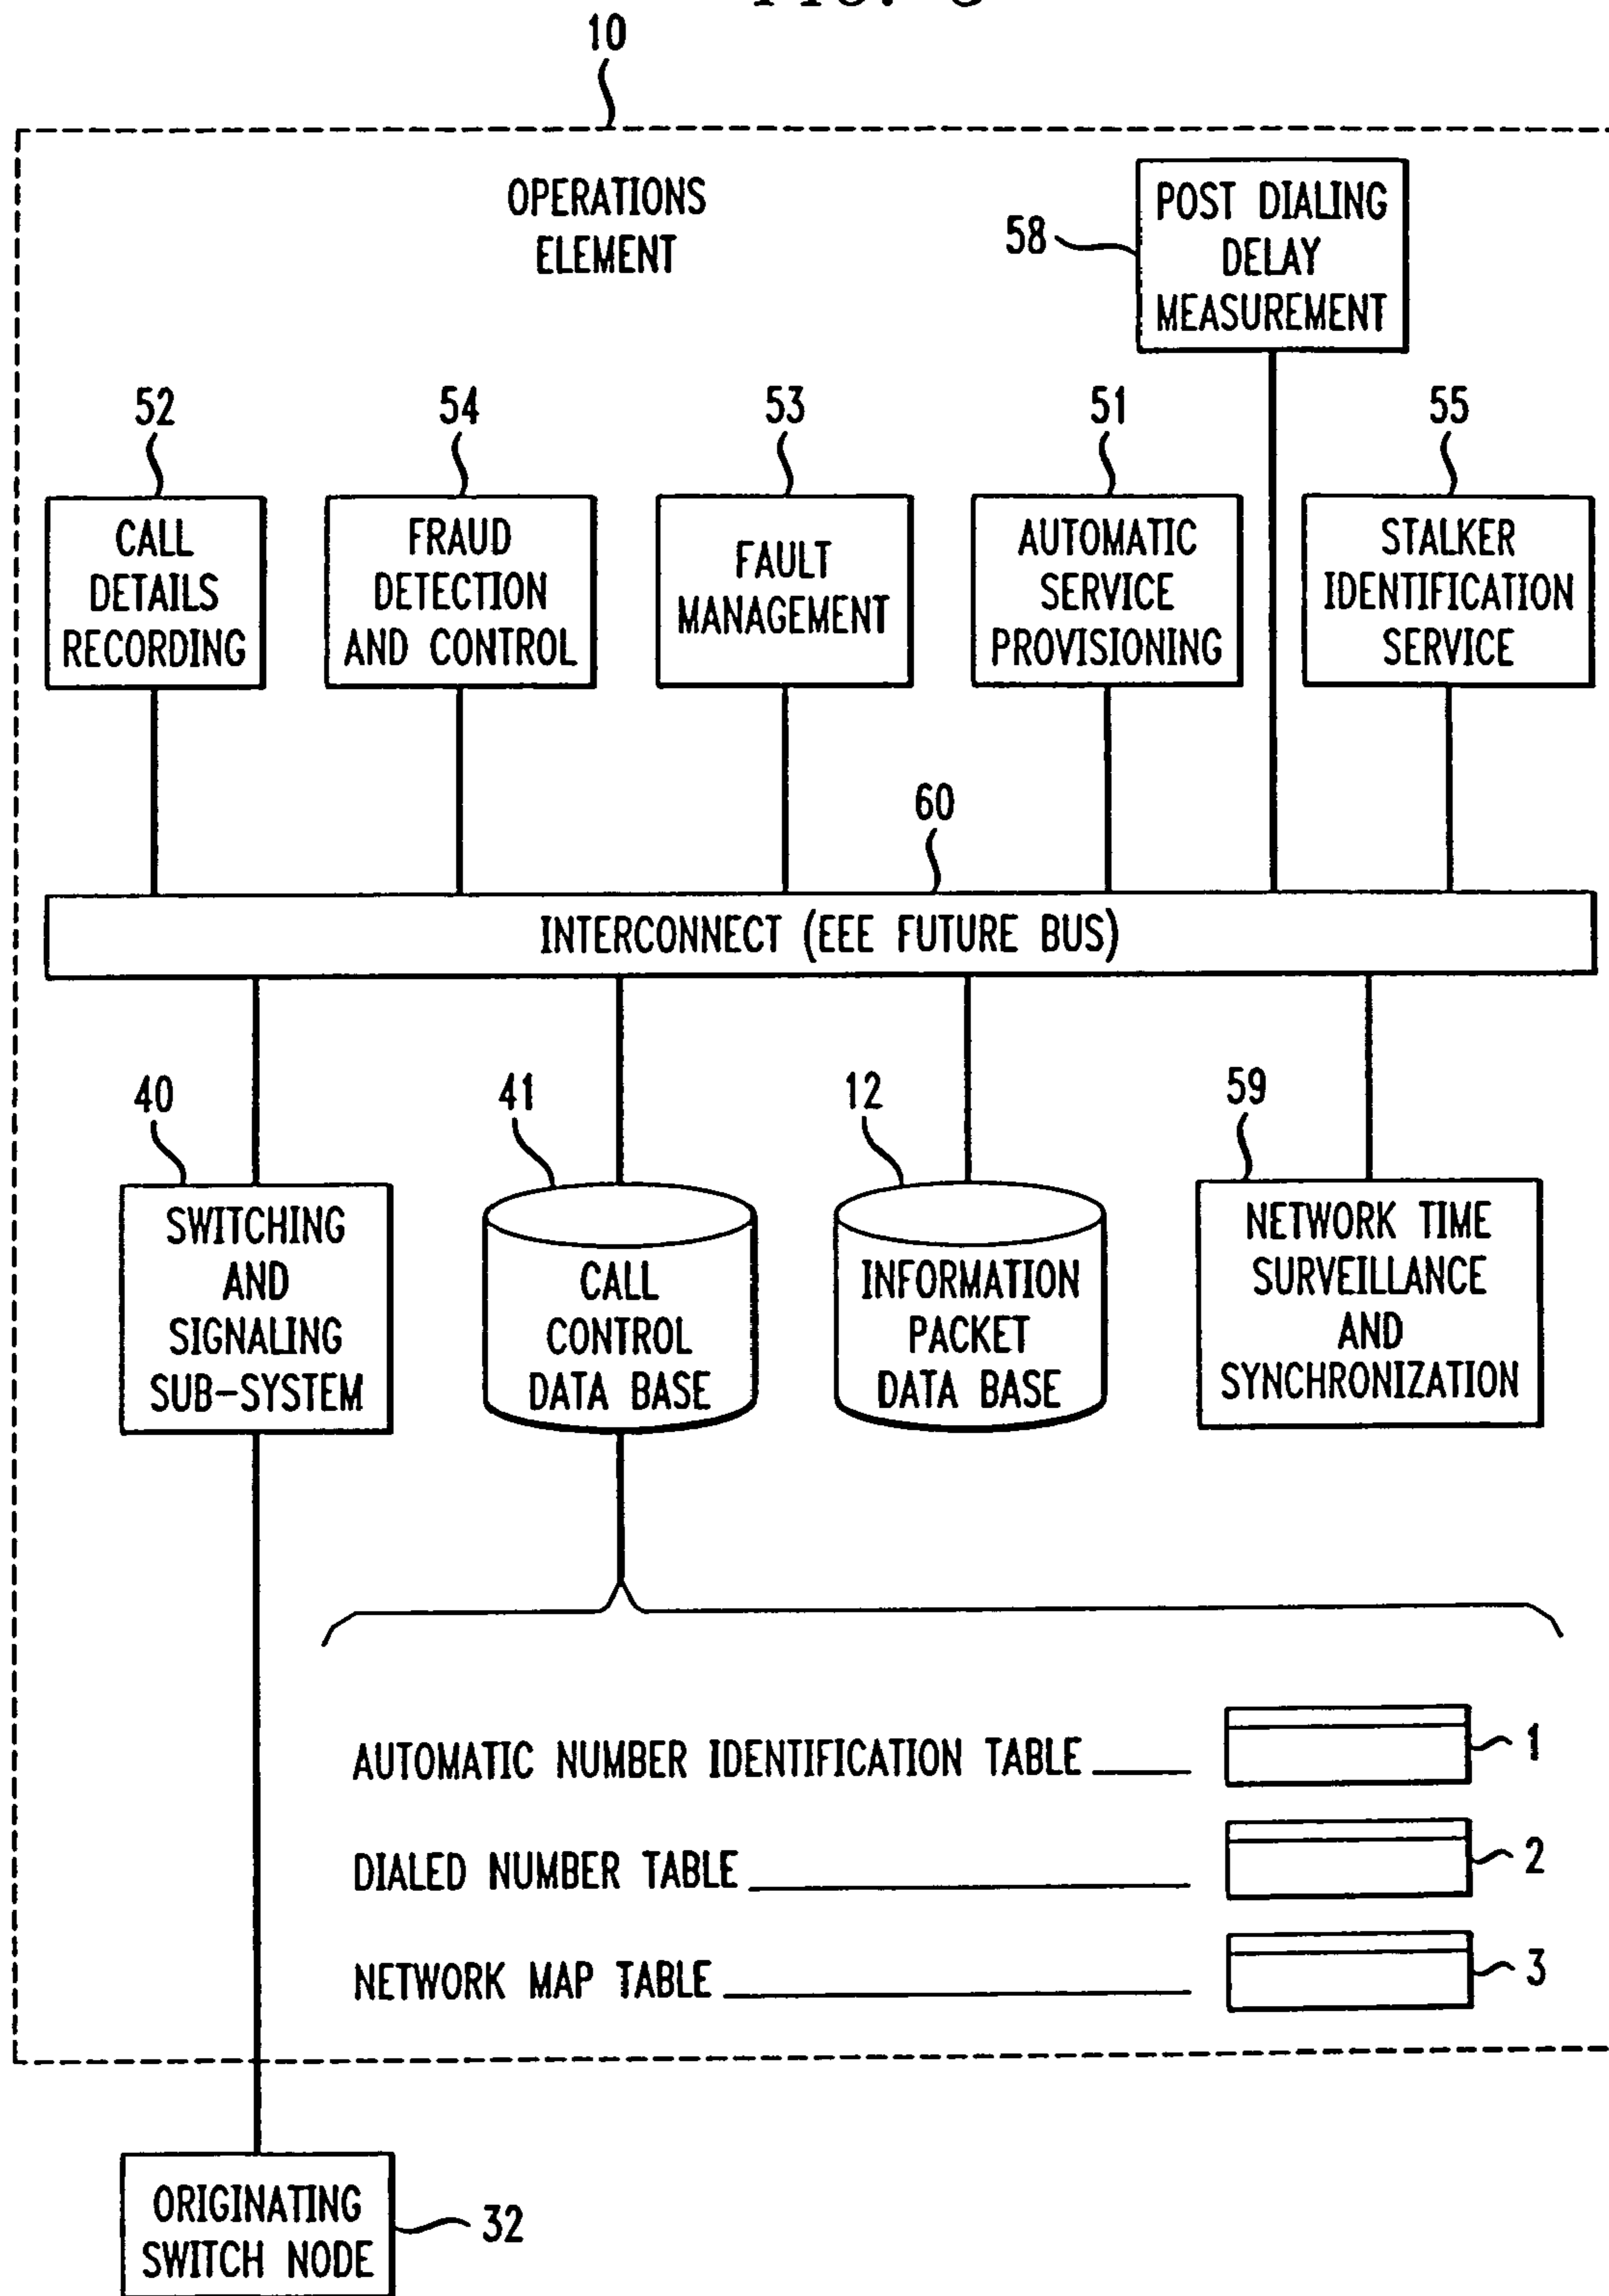 10
OPERATIONS
ELEMENT
58
POST DIALING
DELAY
MEASUREMENT
52
54
53
51
55
CALL
DETAILS
RECORDING
FRAUD
DETECTION
AND CONTROL
FAULT
MANAGEMENT
AUTOMATIC
SERVICE
PROVISIONING
STALKER
IDENTIFICATION
SERVICE
60
INTERCONNECT (EEE FUTURE BUS)
40
41
12
59
SWITCHING
AND
SIGNALING
SUB-SYSTEM
CALL
CONTROL
DATA BASE
INFORMATION
PACKET
DATA BASE
NETWORK TIME
SURVEILLANCE
AND
SYNCHRONIZATION
AUTOMATIC NUMBER IDENTIFICATION TABLE 1
DIALED NUMBER TABLE 2
NETWORK MAP TABLE 3
ORIGINATING
SWITCH NODE
32